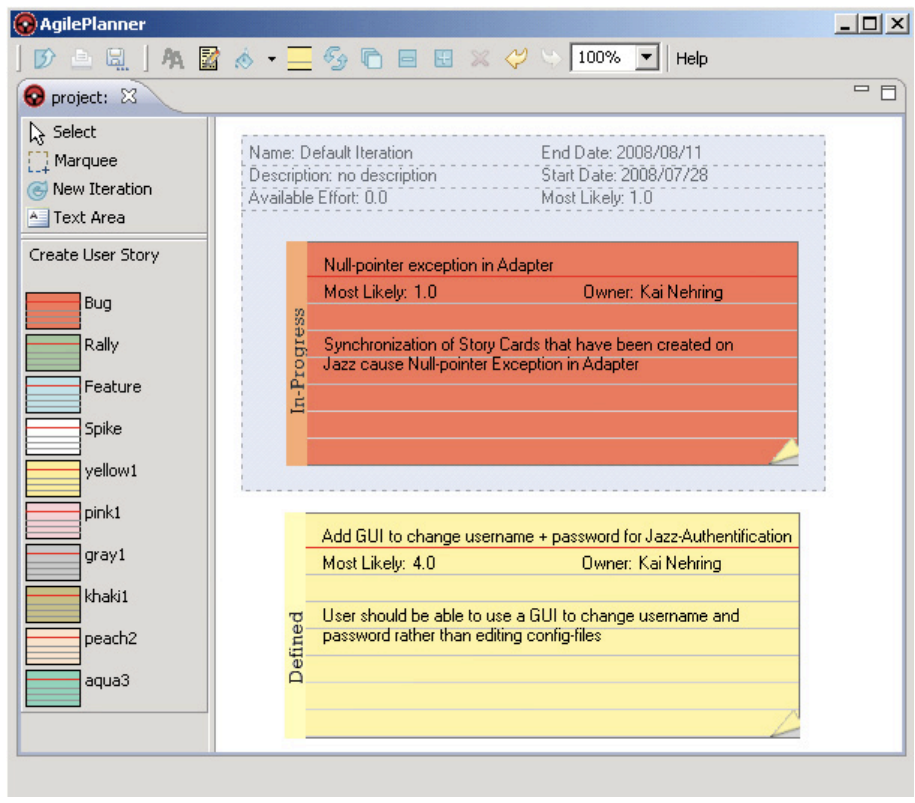 AgilePlanner
100% Help
project:
Select
Marquee
New Iteration
Text Area
Create User Story
Bug
Rally
Feature
Spike
yellow1
pink1
gray1
khaki1
peach2
aqua3
Name: Default Iteration End Date: 2008/08/11
Description: no description Start Date: 2008/07/28
Available Effort: 0.0 Most Likely: 1.0
In-Progress
Null-pointer exception in Adapter
Most Likely: 1.0 Owner: Kai Nehring
Synchronization of Story Cards that have been created on
Jazz cause Null-pointer Exception in Adapter
Defined
Add GUI to change username + password for Jazz-Authentification
Most Likely: 4.0 Owner: Kai Nehring
User should be able to use a GUI to change username and
password rather than editing config-files